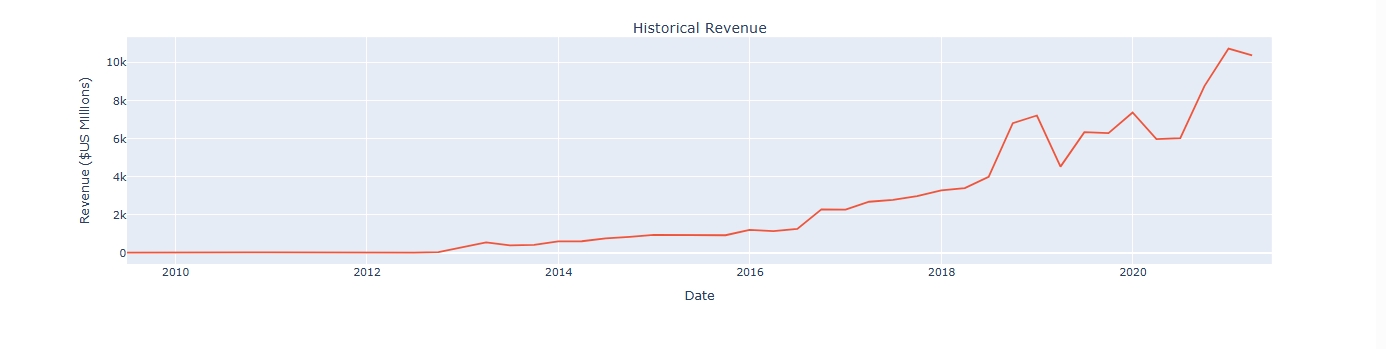 Historical Revenue
10k
8k
6k
4k
2k
0
Revenue ($US Millions)
2010 2012 2014 2016 2018 2020
Date